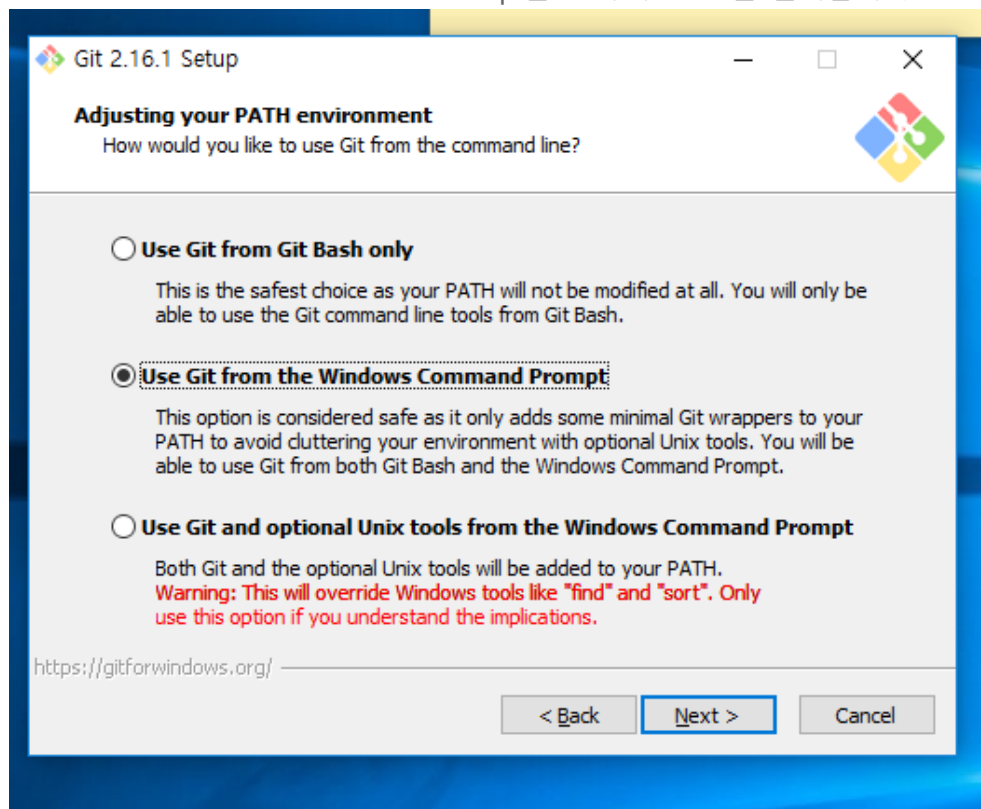 Git 2.16.1 Setup
Adjusting your PATH environment
How would you like to use Git from the command line?
Use Git from Git Bash only
This is the safest choice as your PATH will not be modified at all. You will only be
able to use the Git command line tools from Git Bash.
Use Git from the Windows Command Prompt
This option is considered safe as it only adds some minimal Git wrappers to your
PATH to avoid cluttering your environment with optional Unix tools. You will be
able to use Git from both Git Bash and the Windows Command Prompt.
Use Git and optional Unix tools from the Windows Command Prompt
Both Git and the optional Unix tools will be added to your PATH.
Warning: This will override Windows tools like "find" and "sort". Only
use this option if you understand the implications.
https://gitforwindows.org/
< Back
Next >
Cancel